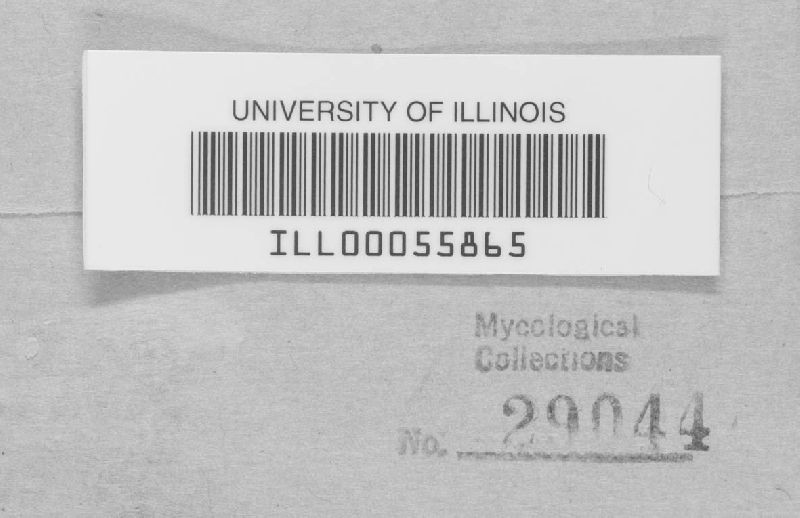 UNIVERSITY OF ILLINOIS
ILL00055865
Mycological
Collections
No. 29044